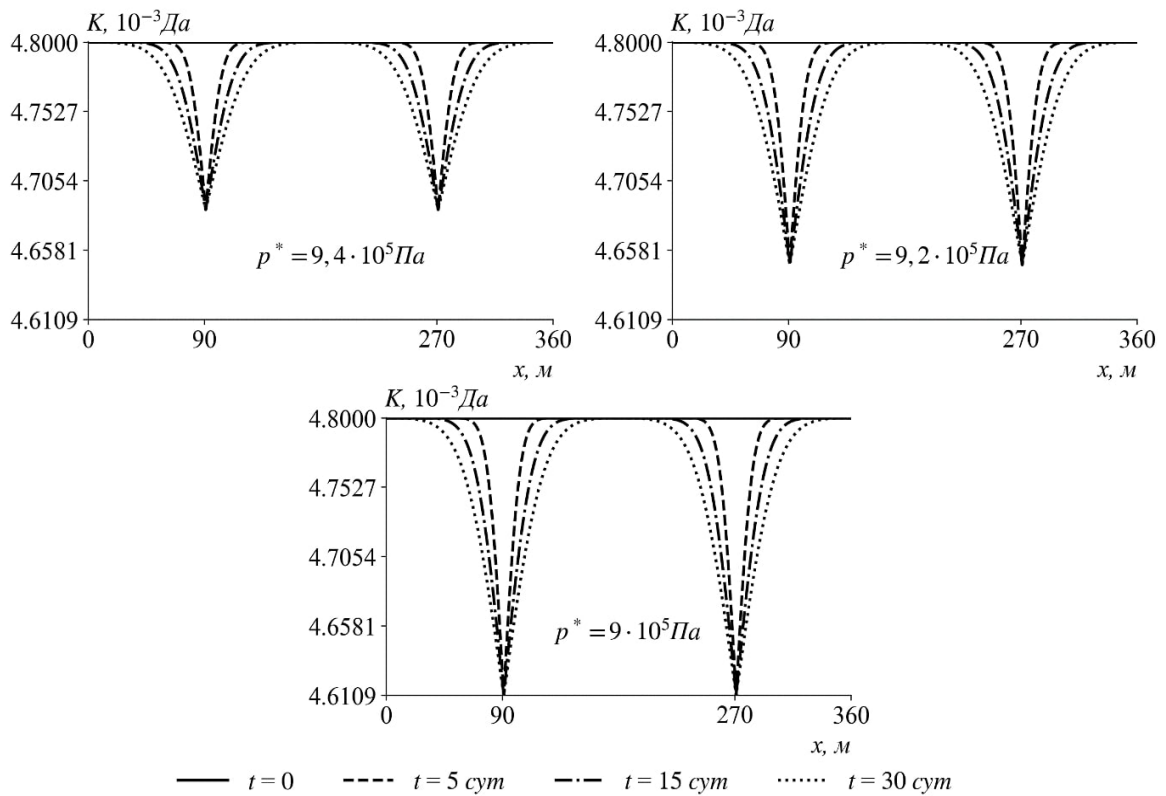 K, 10⁻³Да
4.8000
4.7527
4.7054
4.6581
4.6109
p* = 9,4·10⁵Па
0 90 270 360
x, м
K, 10⁻³Да
4.8000
4.7527
4.7054
4.6581
4.6109
p* = 9,2·10⁵Па
0 90 270 360
x, м
K, 10⁻³Да
4.8000
4.7527
4.7054
4.6581
4.6109
p* = 9·10⁵Па
0 90 270 360
x, м
t = 0 t = 5 сут t = 15 сут t = 30 сут